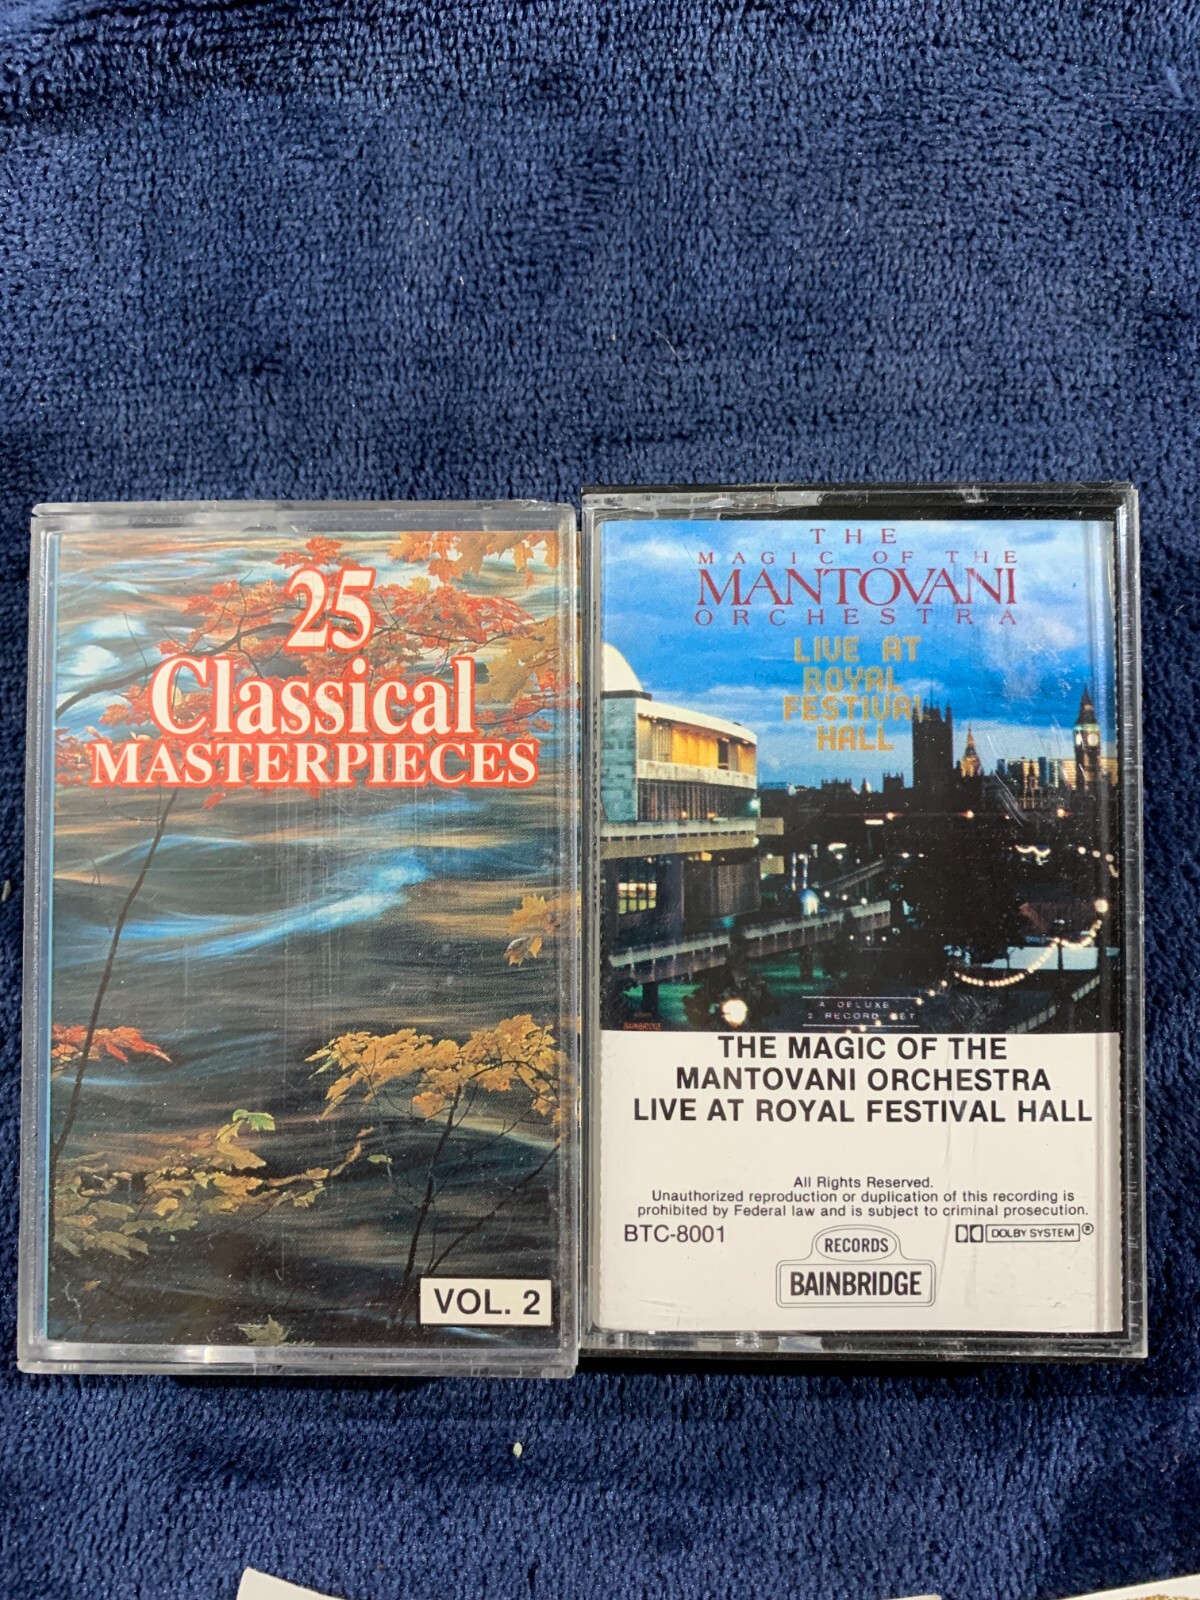 25
Classical
MASTERPIECES
VOL. 2
THE
MAGIC OF THE
MANTOVANI
ORCHESTRA
LIVE AT
ROYAL
FESTIVAL
HALL
A DELUXE
2 RECORD SET
BAINBRIDGE
THE MAGIC OF THE
MANTOVANI ORCHESTRA
LIVE AT ROYAL FESTIVAL HALL
All Rights Reserved.
Unauthorized reproduction or duplication of this recording is
prohibited by Federal law and is subject to criminal prosecution.
BTC-8001
DOLBY SYSTEM®
RECORDS
BAINBRIDGE